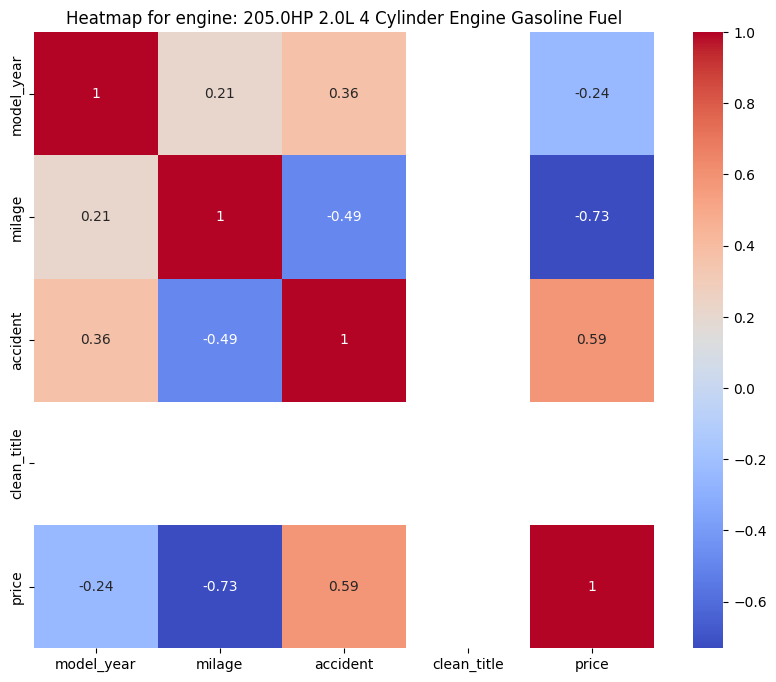 Heatmap for engine: 205.0HP 2.0L 4 Cylinder Engine Gasoline Fuel
model_year
1
0.21
0.36
-0.24
milage
0.21
1
-0.49
-0.73
accident
0.36
-0.49
1
0.59
clean_title
price
-0.24
-0.73
0.59
1
model_year
milage
accident
clean_title
price
1.0
0.8
0.6
0.4
0.2
0.0
−0.2
−0.4
−0.6